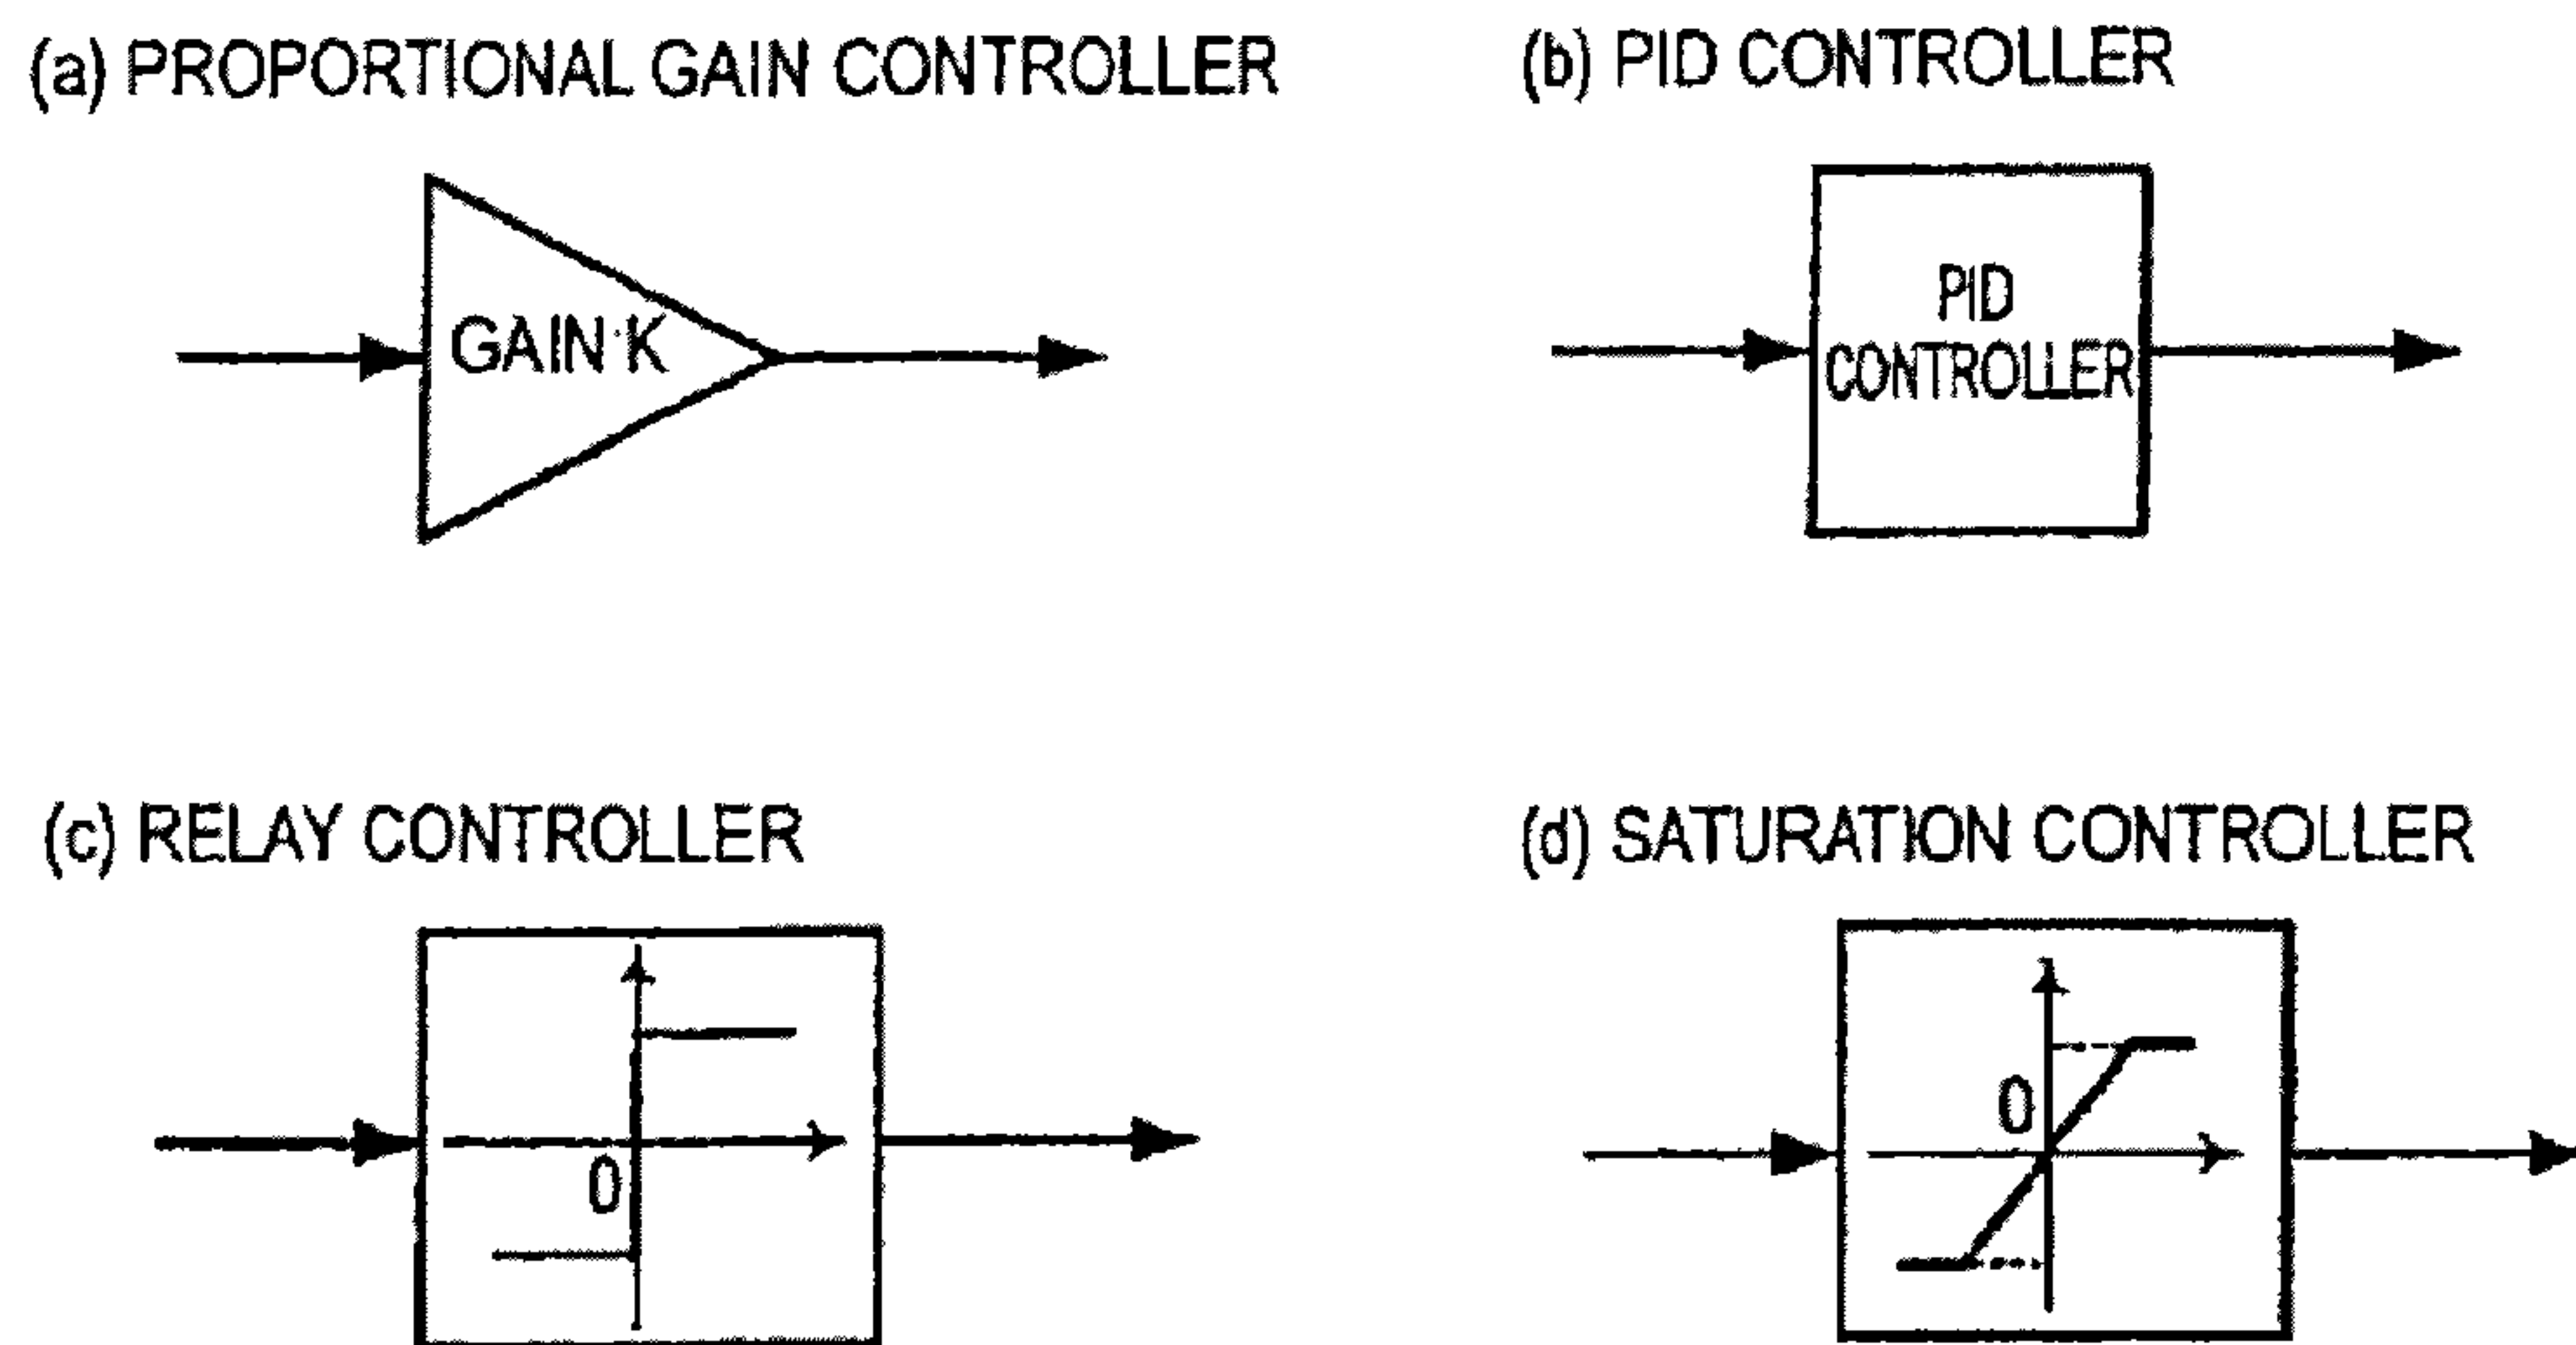 (a) PROPORTIONAL GAIN CONTROLLER
GAIN K
(b) PID CONTROLLER
PID
CONTROLLER
(c) RELAY CONTROLLER
0
(d) SATURATION CONTROLLER
0